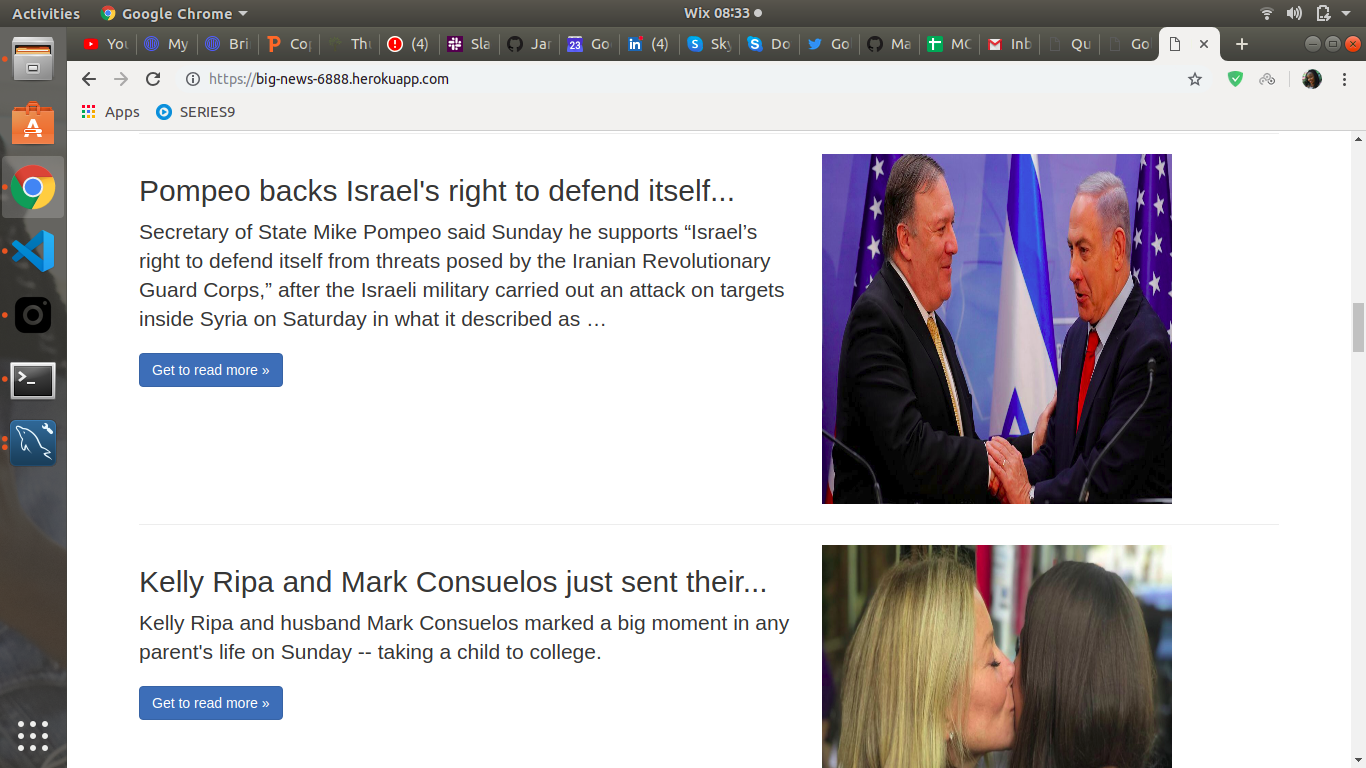 Activities Google Chrome Wix 08:33
You My Bri Cop Thu (4) Sla Jar 23 Go (4) Sky Do Go Ma MC Inb Qu Go
https://big-news-6888.herokuapp.com
Apps SERIES9
Pompeo backs Israel's right to defend itself...
Secretary of State Mike Pompeo said Sunday he supports “Israel’s
right to defend itself from threats posed by the Iranian Revolutionary
Guard Corps,” after the Israeli military carried out an attack on targets
inside Syria on Saturday in what it described as …
Get to read more »
Kelly Ripa and Mark Consuelos just sent their...
Kelly Ripa and husband Mark Consuelos marked a big moment in any
parent's life on Sunday -- taking a child to college.
Get to read more »